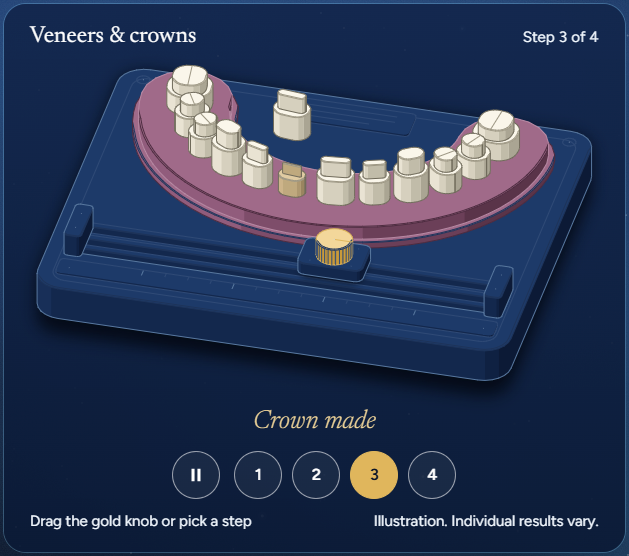 Veneers & crowns
Step 3 of 4
Crown made
1 2 3 4
Drag the gold knob or pick a step
Illustration. Individual results vary.